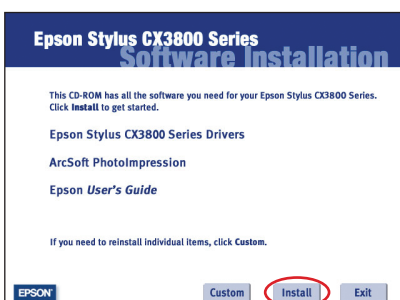 Epson Stylus CX3800 Series
Software Installation
This CD-ROM has all the software you need for your Epson Stylus CX3800 Series.
Click Install to get started.
Epson Stylus CX3800 Series Drivers
ArcSoft PhotoImpression
Epson User's Guide
If you need to reinstall individual items, click Custom.
EPSON Custom Install Exit